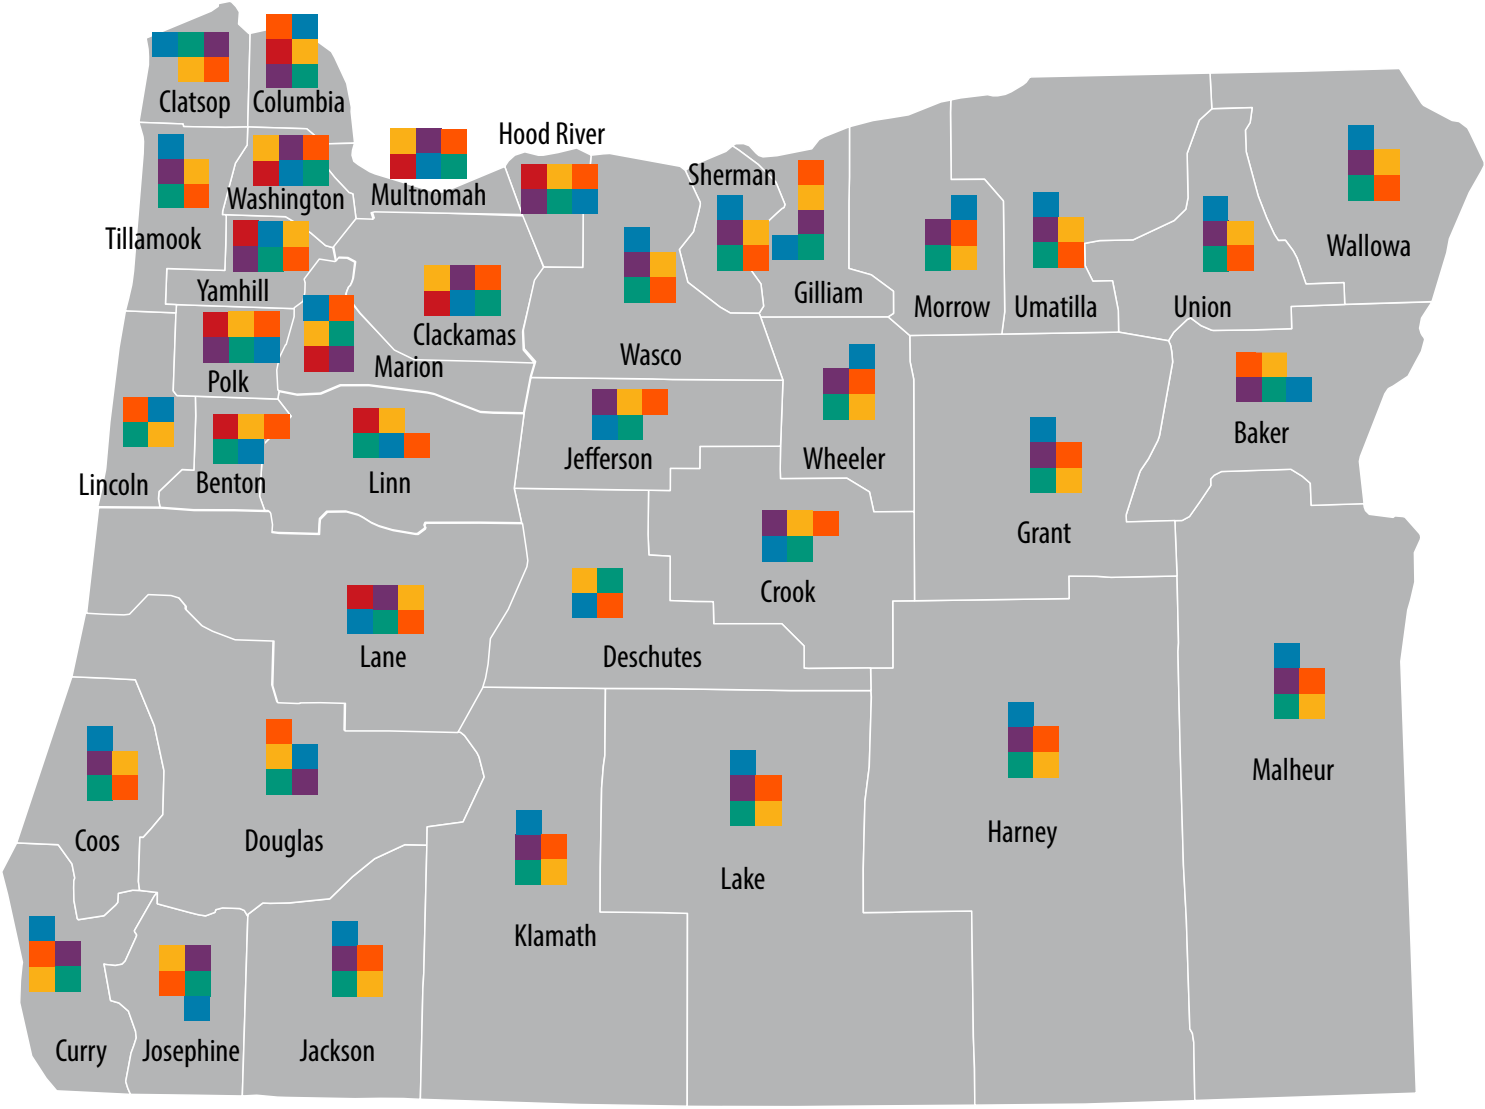 Clatsop
Columbia
Hood River
Sherman
Washington
Multnomah
Tillamook
Wallowa
Yamhill
Gilliam
Morrow
Umatilla
Union
Clackamas
Wasco
Marion
Polk
Baker
Jefferson
Wheeler
Lincoln
Benton
Linn
Grant
Crook
Lane
Deschutes
Malheur
Harney
Coos
Douglas
Lake
Klamath
Curry
Josephine
Jackson